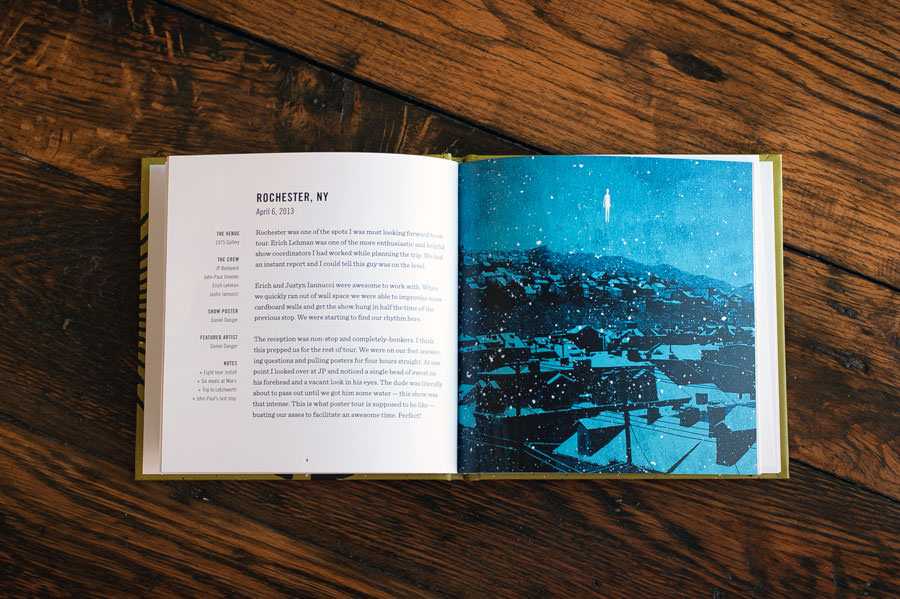 ROCHESTER, NY
April 6, 2013
THE VENUE
1975 Gallery
THE CREW
JP Boneyard
John-Paul Gimenez
Erich Lehman
Justin Iannucci
SHOW POSTER
Daniel Danger
FEATURED ARTIST
Daniel Danger
NOTES
• Eight hour install
• Six meals at Mom's
• Trip to Letchworth
• John-Paul's last stop
Rochester was one of the spots I was most looking forward to on
tour. Erich Lehman was one of the more enthusiastic and helpful
show coordinators I had worked while planning the trip. We had
an instant report and I could tell this guy was on the level.
Erich and Justyn Iannucci were awesome to work with. When
we quickly ran out of wall space we were able to improvise some
cardboard walls and get the show hung in half the time of the
previous stop. We were starting to find our rhythm here.
The reception was non-stop and completely-bonkers. I think
this prepped us for the rest of tour. We were on our feet answer-
ing questions and pulling posters for four hours straight. At one
point I looked over at JP and noticed a single bead of sweat on
his forehead and a vacant look in his eyes. The dude was literally
about to pass out until we got him some water — this show was
that intense. This is what poster tour is supposed to be like —
busting our asses to facilitate an awesome time. Perfect!